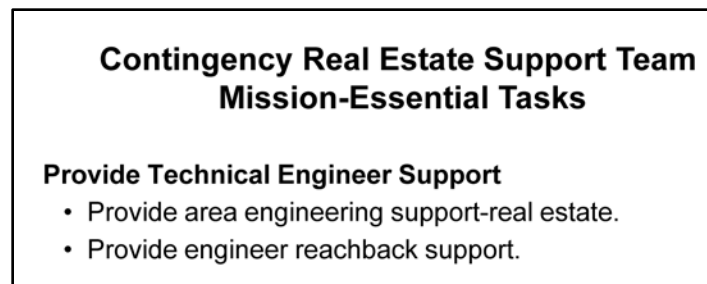 Contingency Real Estate Support Team
Mission-Essential Tasks
Provide Technical Engineer Support
• Provide area engineering support-real estate.
• Provide engineer reachback support.